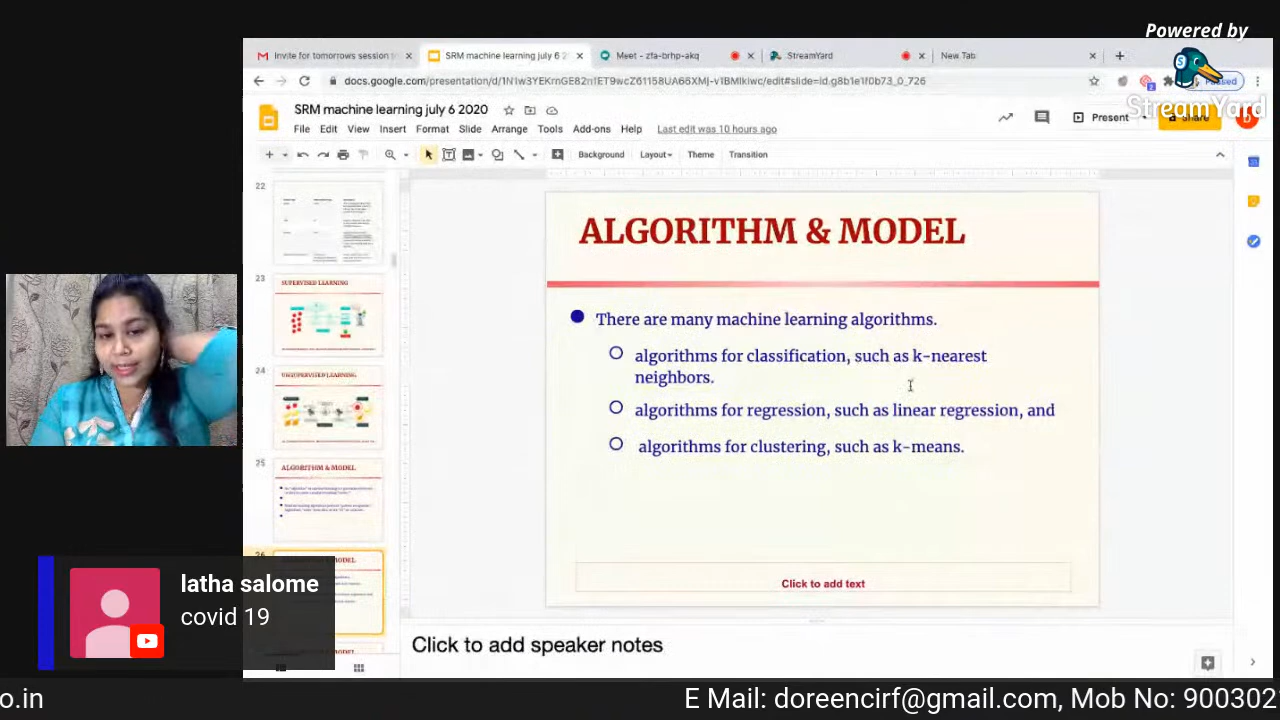 Powered by
StreamYard
Invite for tomorrows session
SRM machine learning july 6 2
Meet - zta-brhp-akq
StreamYard
New Tab
Paused
SRM machine learning july 6 2020
File Edit View Insert Format Slide Arrange Tools Add-ons Help Last edit was 10 hours ago
Present
Share
Background Layout Theme Transition
22
23
SUPERVISED LEARNING
24
UNSUPERVISED LEARNING
25
ALGORITHM & MODEL
26
ALGORITHM & MODEL
There are many machine learning algorithms.
algorithms for classification, such as k-nearest
neighbors.
algorithms for regression, such as linear regression, and
algorithms for clustering, such as k-means.
Click to add text
Click to add speaker notes
latha salome
covid 19
o.in
E Mail: doreencirf@gmail.com, Mob No: 900302